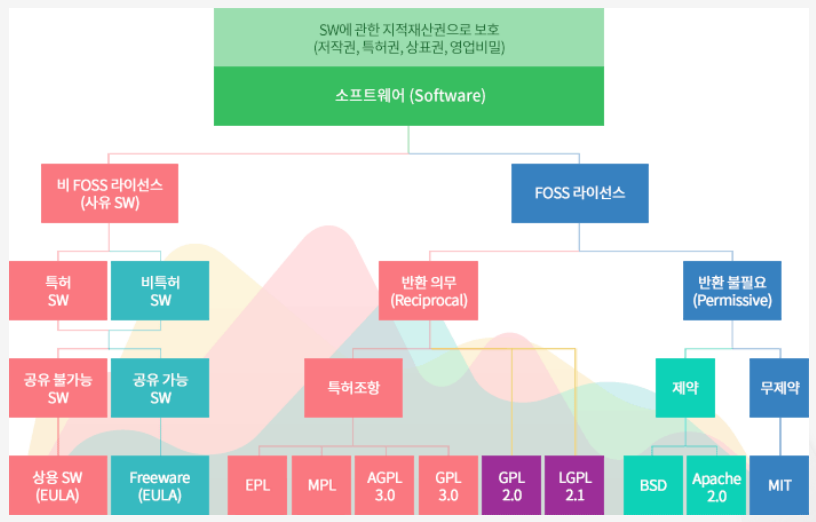 SW에 관한 지적재산권으로 보호
(저작권, 특허권, 상표권, 영업비밀)
소프트웨어 (Software)
비 FOSS 라이선스
(사유 SW)
FOSS 라이선스
특허
SW
비특허
SW
반환 의무
(Reciprocal)
반환 불필요
(Permissive)
공유 불가능
SW
공유 가능
SW
특허조항
제약
무제약
상용 SW
(EULA)
Freeware
(EULA)
EPL
MPL
AGPL
3.0
GPL
3.0
GPL
2.0
LGPL
2.1
BSD
Apache
2.0
MIT